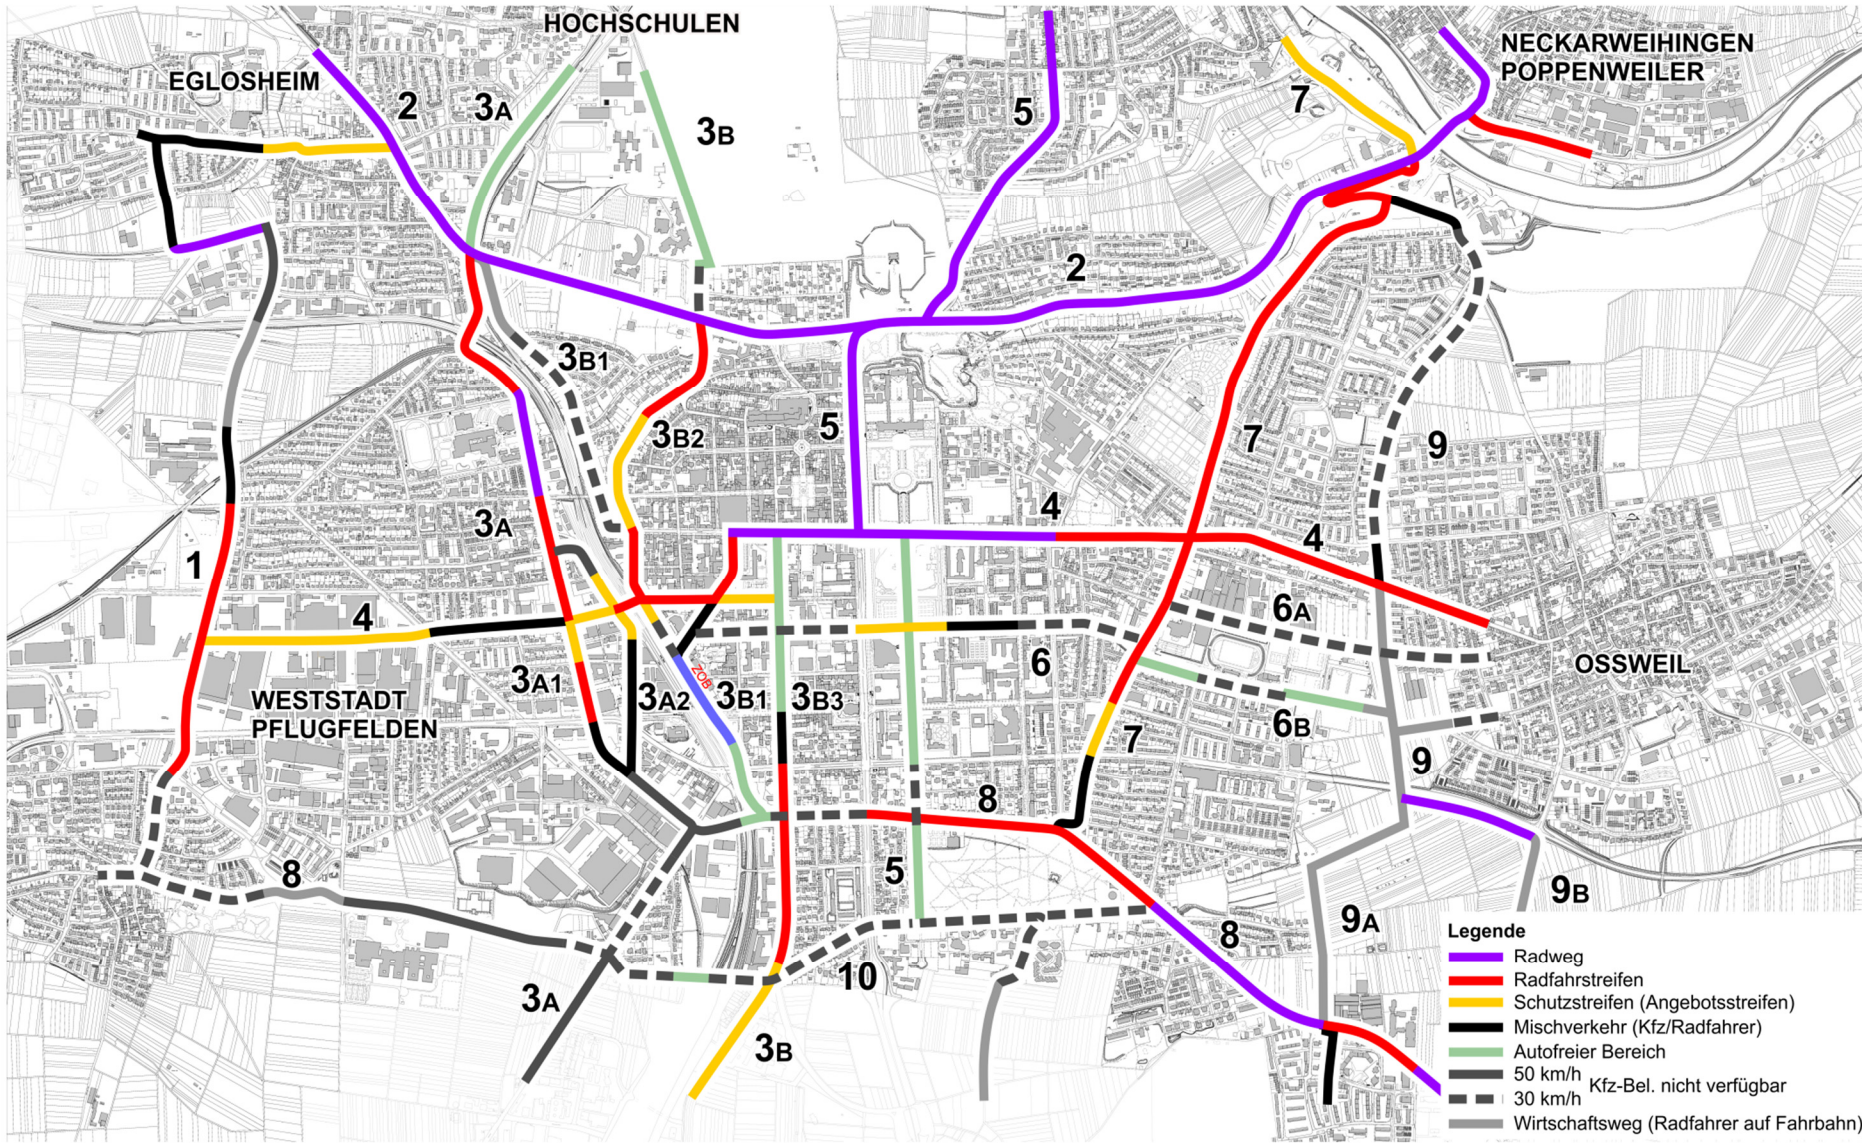 HOCHSCHULEN
NECKARWEIHINGEN
POPPENWEILER
EGLOSHEIM
2
3A
5
7
3B
2
3B1
5
3B2
7
9
4
3A
4
1
6A
4
6
OSSWEIL
3A1
3A2
3B1
3B3
ZOB
WESTSTADT
PFLUGFELDEN
6B
7
9
8
8
5
9B
9A
8
10
3A
3B
Legende
Radweg
Radfahrstreifen
Schutzstreifen (Angebotsstreifen)
Mischverkehr (Kfz/Radfahrer)
Autofreier Bereich
50 km/h
Kfz-Bel. nicht verfügbar
30 km/h
Wirtschaftsweg (Radfahrer auf Fahrbahn)